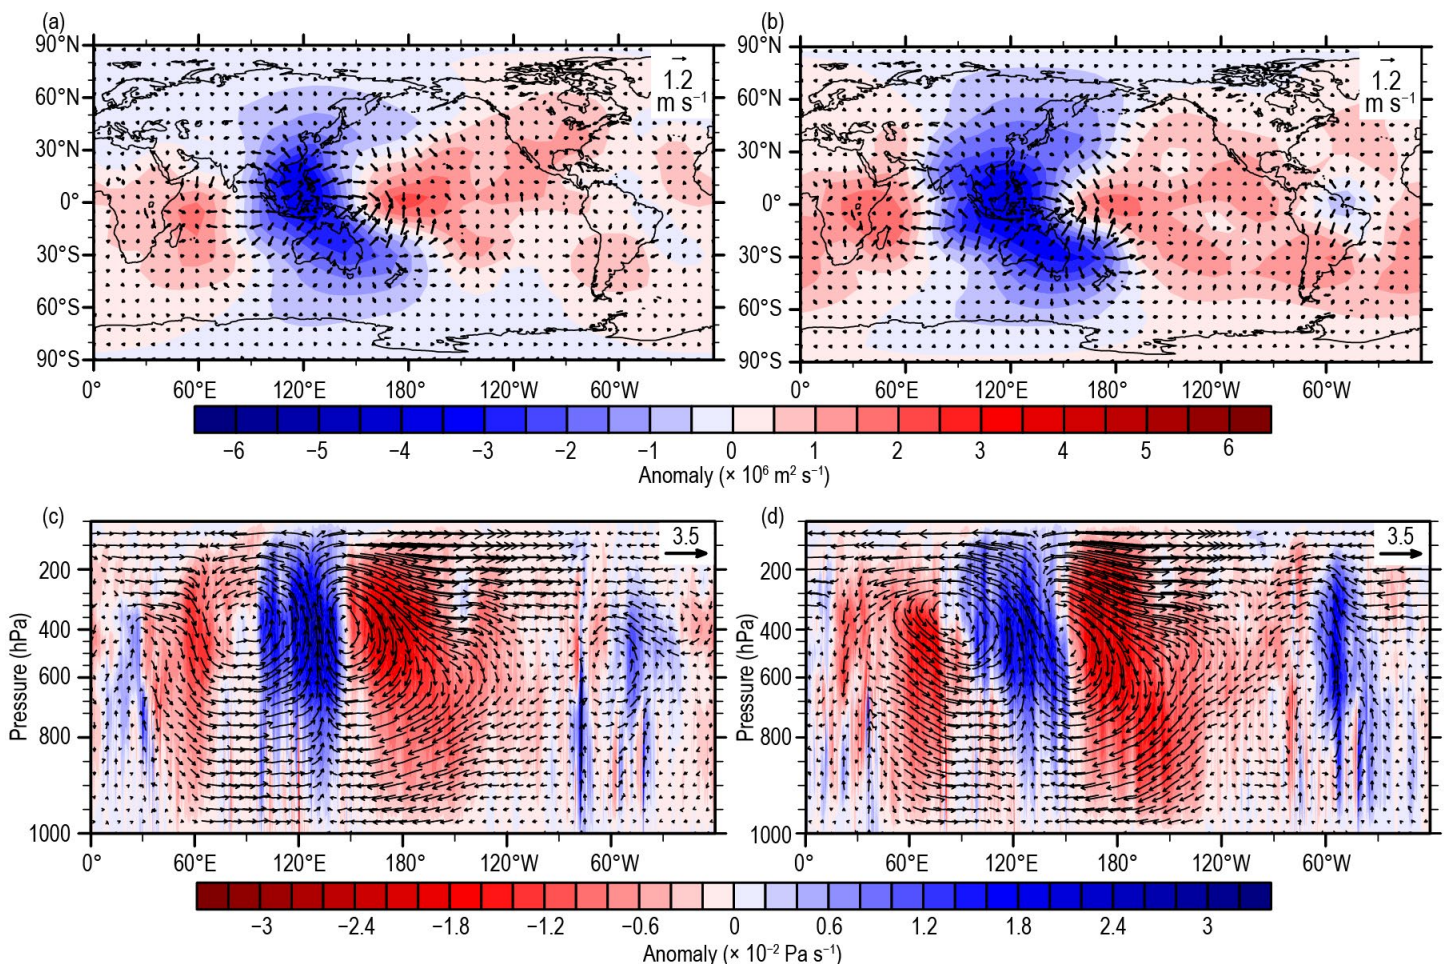 (a)
(b)
90°N
60°N
30°N
0°
30°S
60°S
90°S
1.2
m s⁻¹
0°
60°E
120°E
180°
120°W
60°W
90°N
60°N
30°N
0°
30°S
60°S
90°S
1.2
m s⁻¹
0°
60°E
120°E
180°
120°W
60°W
−6 −5 −4 −3 −2 −1 0 1 2 3 4 5 6
Anomaly (× 10⁶ m² s⁻¹)
(c)
(d)
Pressure (hPa)
200
400
600
800
1000
3.5
0°
60°E
120°E
180°
120°W
60°W
Pressure (hPa)
200
400
600
800
1000
3.5
0°
60°E
120°E
180°
120°W
60°W
−3 −2.4 −1.8 −1.2 −0.6 0 0.6 1.2 1.8 2.4 3
Anomaly (× 10⁻² Pa s⁻¹)